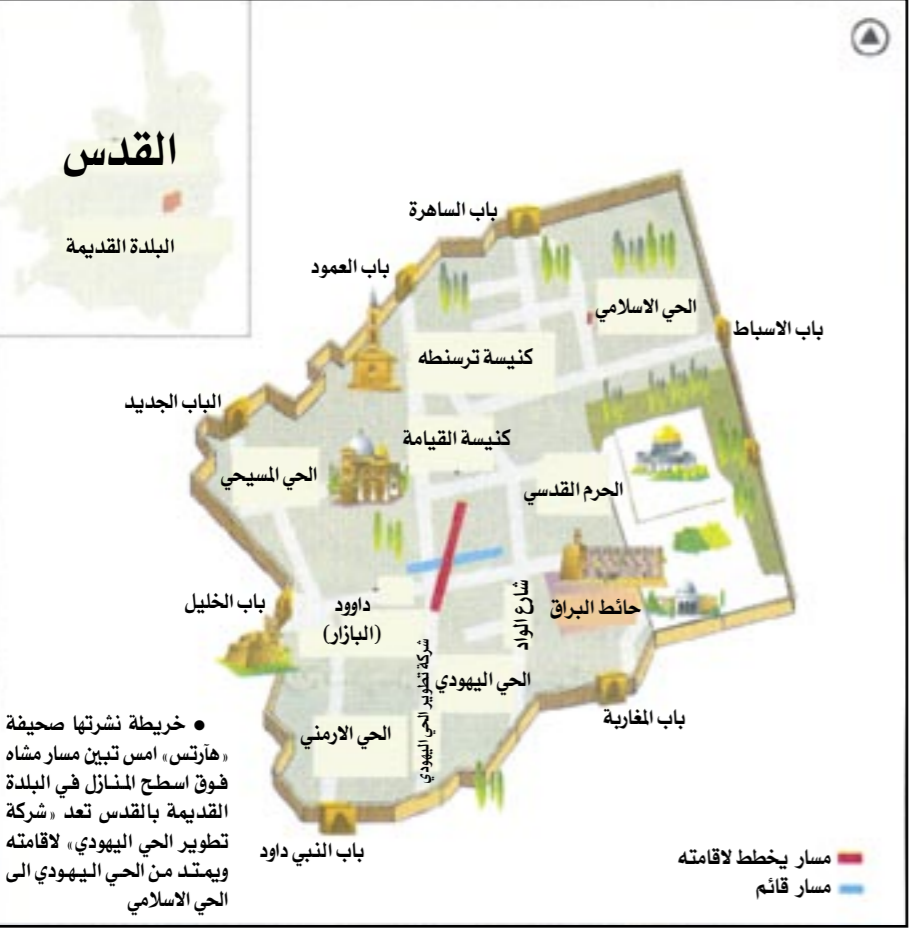 القدس
البلدة القديمة
باب الساهرة
باب العمود
الحي الاسلامي
باب الاسباط
كنيسة ترسنطه
الباب الجديد
كنيسة القيامة
الحي المسيحي
الحرم القدسي
باب الخليل
داوود
(البازار)
شارع الواد
حائط البراق
شركة تطوير الحي اليهودي
الحي اليهودي
باب المغاربة
الحي الارمني
باب النبي داود
● خريطة نشرتها صحيفة
«هآرتس» امس تبين مسار مشاه
فوق اسطح المنازل في البلدة
القديمة بالقدس تعد «شركة
تطوير الحي اليهودي» لاقامته
ويمتد من الحي اليهودي الى
الحي الاسلامي
مسار يخطط لاقامته
مسار قائم